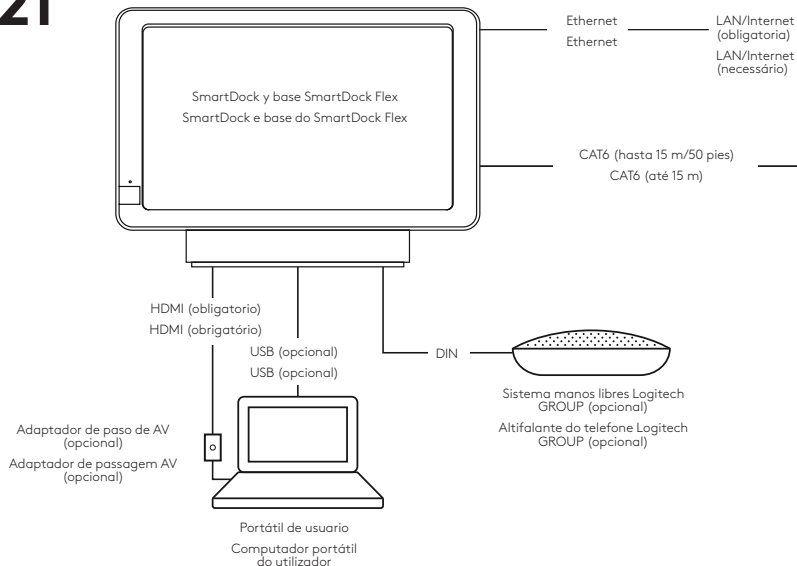 21
SmartDock y base SmartDock Flex
SmartDock e base do SmartDock Flex
Ethernet
Ethernet
LAN/Internet
(obligatoria)
LAN/Internet
(necessário)
CAT6 (hasta 15 m/50 pies)
CAT6 (até 15 m)
HDMI (obligatorio)
HDMI (obrigatório)
USB (opcional)
USB (opcional)
DIN
Sistema manos libres Logitech
GROUP (opcional)
Altifalante do telefone Logitech
GROUP (opcional)
Adaptador de paso de AV
(opcional)
Adaptador de passagem AV
(opcional)
Portátil de usuario
Computador portátil
do utilizador